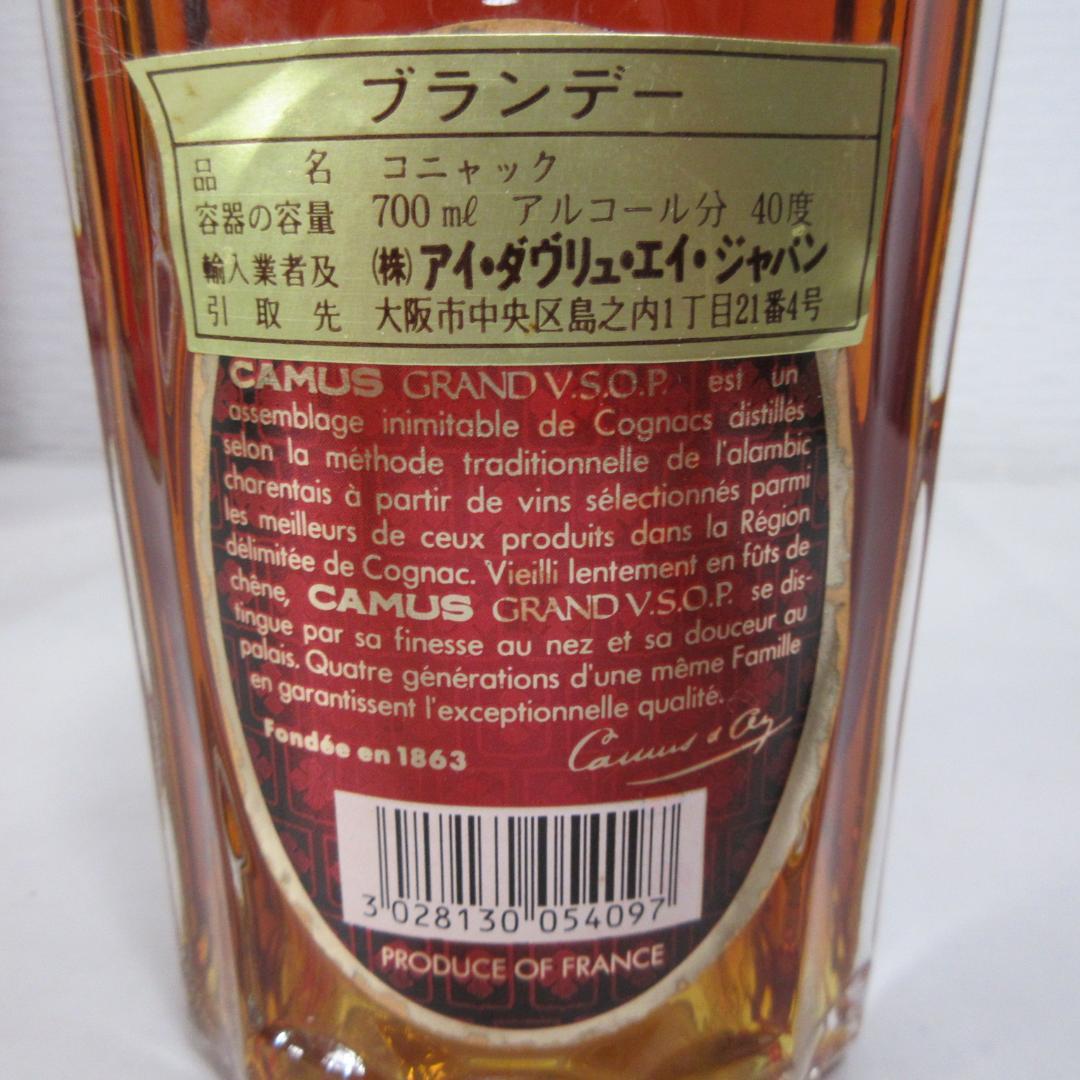 ブランデー
品名 コニャック
容器の容量 700ml アルコール分 40度
輸入業者及 (株)アイ・ダヴリュ・エイ・ジャパン
引取先 大阪市中央区島之内1丁目21番4号
CAMUS GRAND V.S.O.P. est un
assemblage inimitable de Cognacs distillés
selon la méthode traditionnelle de l'alambic
charentais à partir de vins sélectionnés parmi
les meilleurs de ceux produits dans la Région
délimitée de Cognac. Vieilli lentement en fûts de
chêne, CAMUS GRAND V.S.O.P. se dis-
tingue par sa finesse au nez et sa douceur au
palais. Quatre générations d'une même Famille
en garantissent l'exceptionnelle qualité.
Fondée en 1863
Camus & Cy
3 028130 054097
PRODUCE OF FRANCE